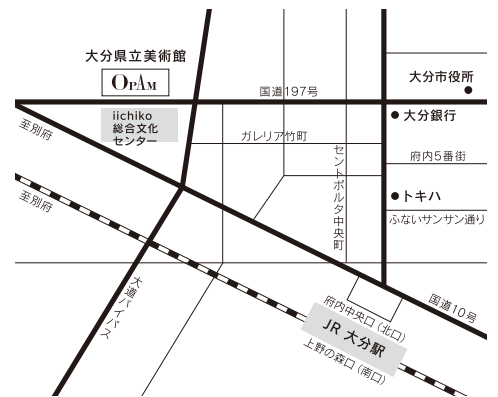 大分県立美術館
OPAM
大分市役所
国道197号
iichiko
総合文化
センター
大分銀行
至別府
ガレリア竹町
セントポルタ中央町
府内5番街
トキハ
至別府
ふないサンサン通り
大道バイパス
府内中央口（北口）
国道10号
JR 大分駅
上野の森口（南口）